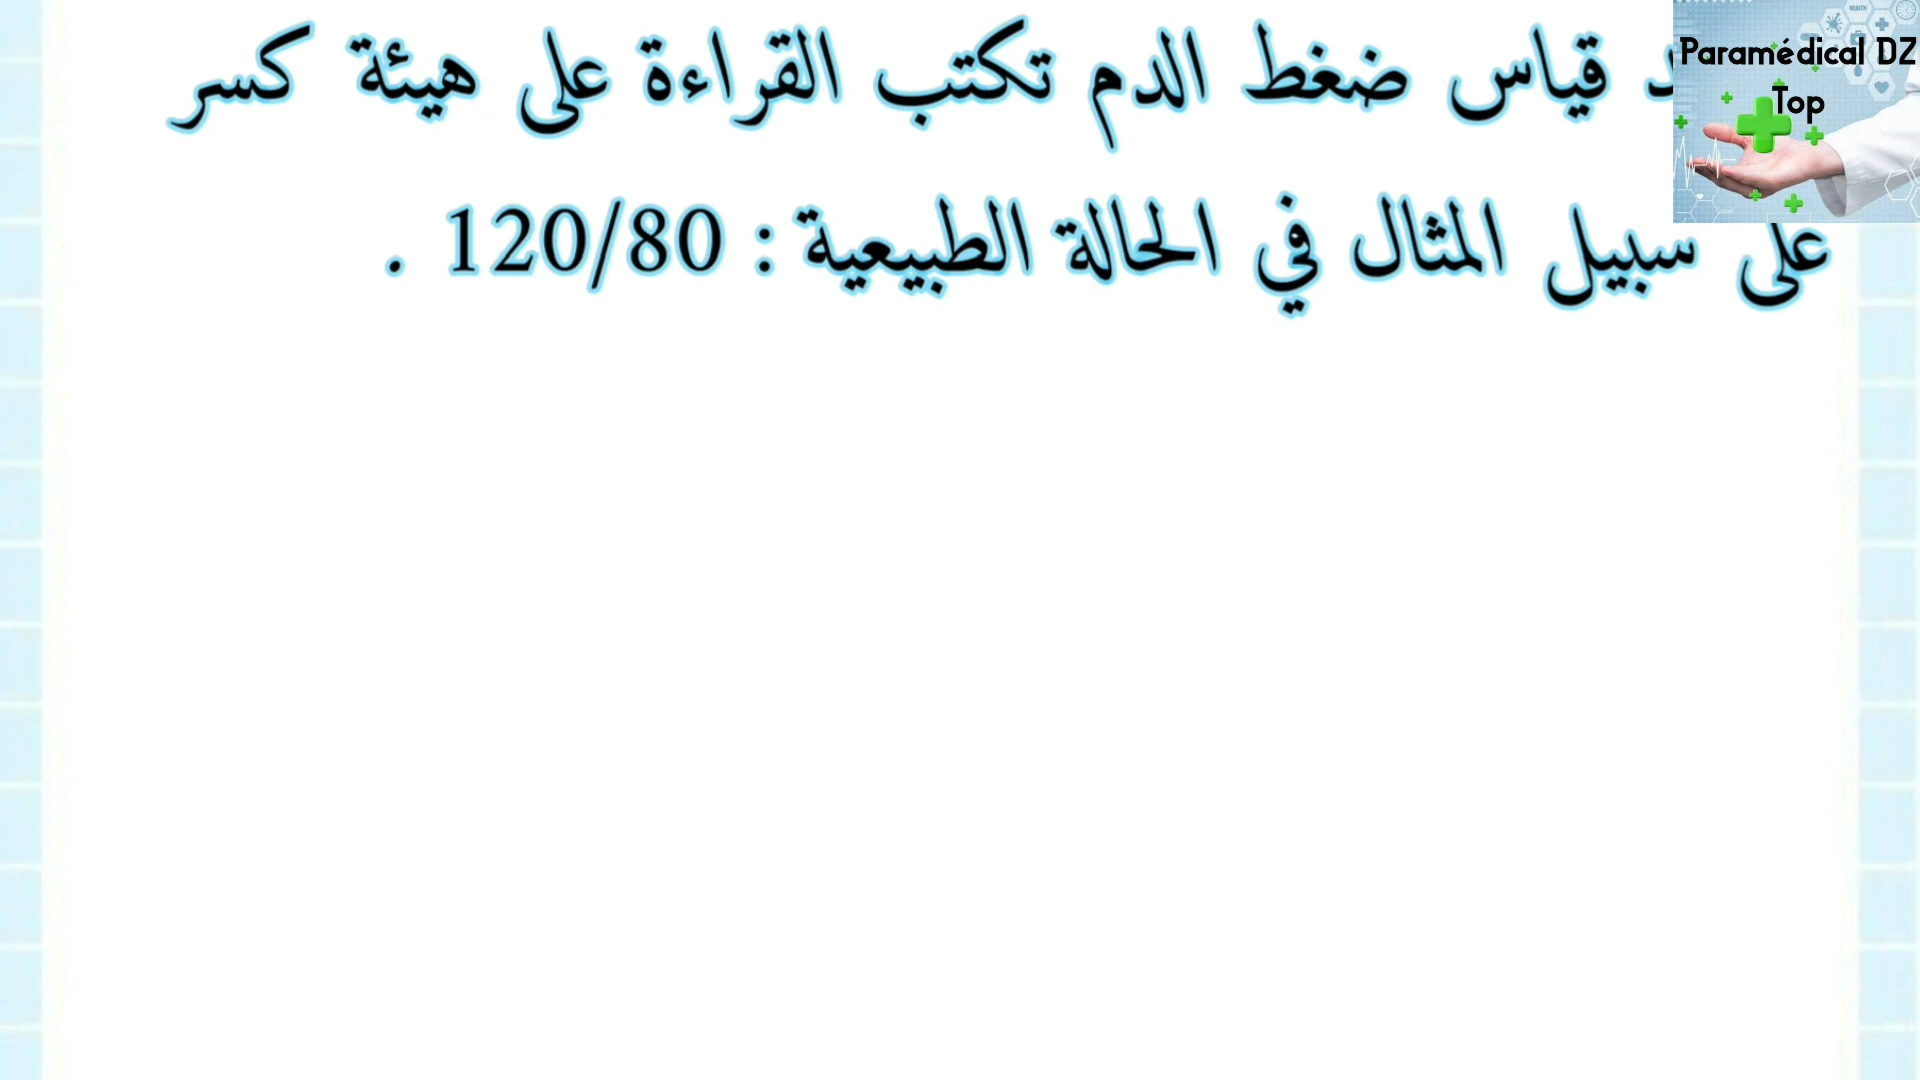 قياس ضغط الدم تكتب القراءة على هيئة كسر
على سبيل المثال في الحالة الطبيعية : 120/80 .
Paramédical DZ
Top
HEALTH